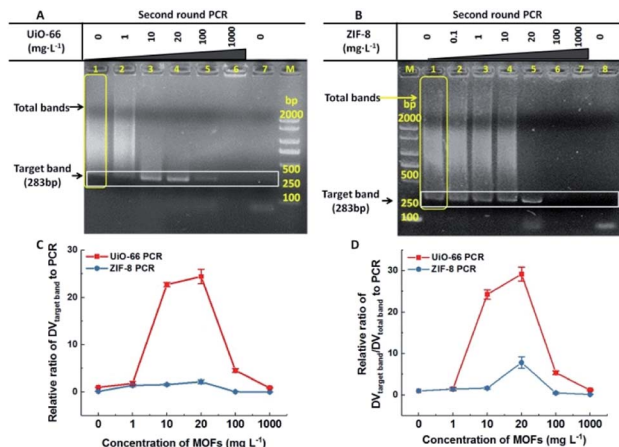 A
Second round PCR
UiO-66
(mg·L-1)
0 1 10 20 100 1000 0
1 2 3 4 5 6 7 M
Total bands
Target band
(283bp)
bp
2000
500
250
100
B
Second round PCR
ZIF-8
(mg·L-1)
0 0.1 1 10 20 100 1000 0
M 1 2 3 4 5 6 7 8
bp
Total bands
2000
500
250
100
Target band
(283bp)
C
UiO-66 PCR
ZIF-8 PCR
Relative ratio of DVtarget band to PCR
30
20
10
0
0 1 10 20 100 1000
Concentration of MOFs (mg L-1)
D
UiO-66 PCR
ZIF-8 PCR
Relative ratio of
DVtarget band/DVtotal band to PCR
30
20
10
0
0 1 10 20 100 1000
Concentration of MOFs (mg L-1)